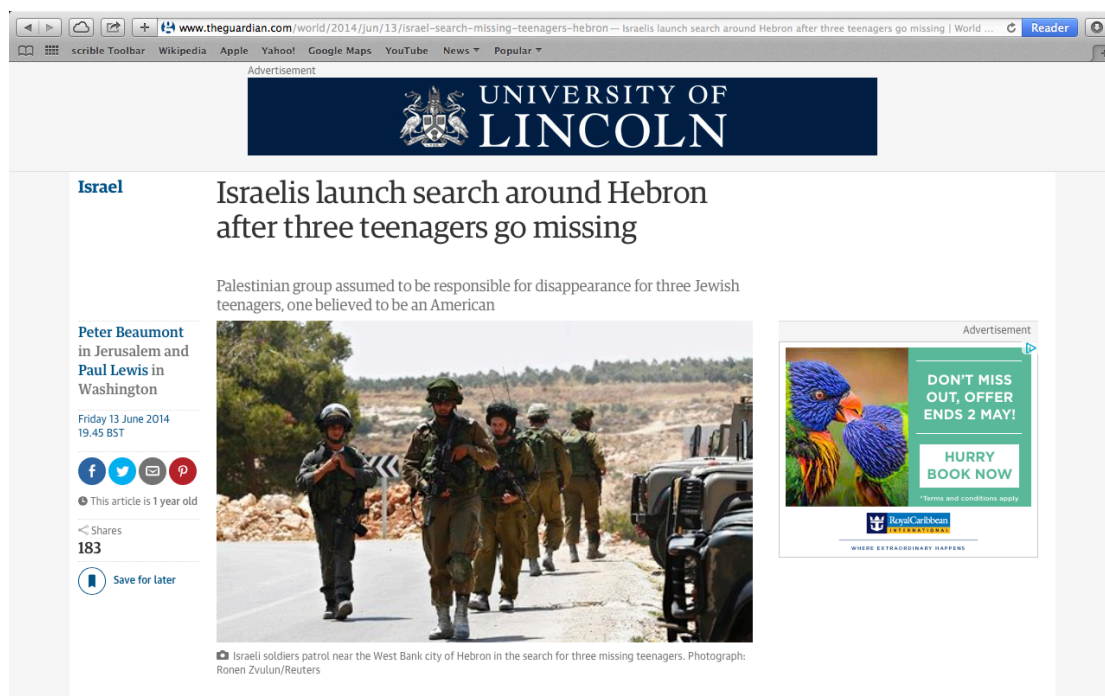 www.theguardian.com/world/2014/jun/13/israel-search-missing-teenagers-hebron — Israelis launch search around Hebron after three teenagers go missing | World ...
Reader
scrible Toolbar Wikipedia Apple Yahoo! Google Maps YouTube News Popular
Advertisement
UNIVERSITY OF
LINCOLN
Israel
Israelis launch search around Hebron
after three teenagers go missing
Palestinian group assumed to be responsible for disappearance for three Jewish
teenagers, one believed to be an American
Peter Beaumont
in Jerusalem and
Paul Lewis in
Washington
Friday 13 June 2014
19.45 BST
This article is 1 year old
Shares
183
Save for later
Israeli soldiers patrol near the West Bank city of Hebron in the search for three missing teenagers. Photograph:
Ronen Zvulun/Reuters
Advertisement
DON'T MISS
OUT, OFFER
ENDS 2 MAY!
HURRY
BOOK NOW
*Terms and conditions apply
RoyalCaribbean
INTERNATIONAL
WHERE EXTRAORDINARY HAPPENS